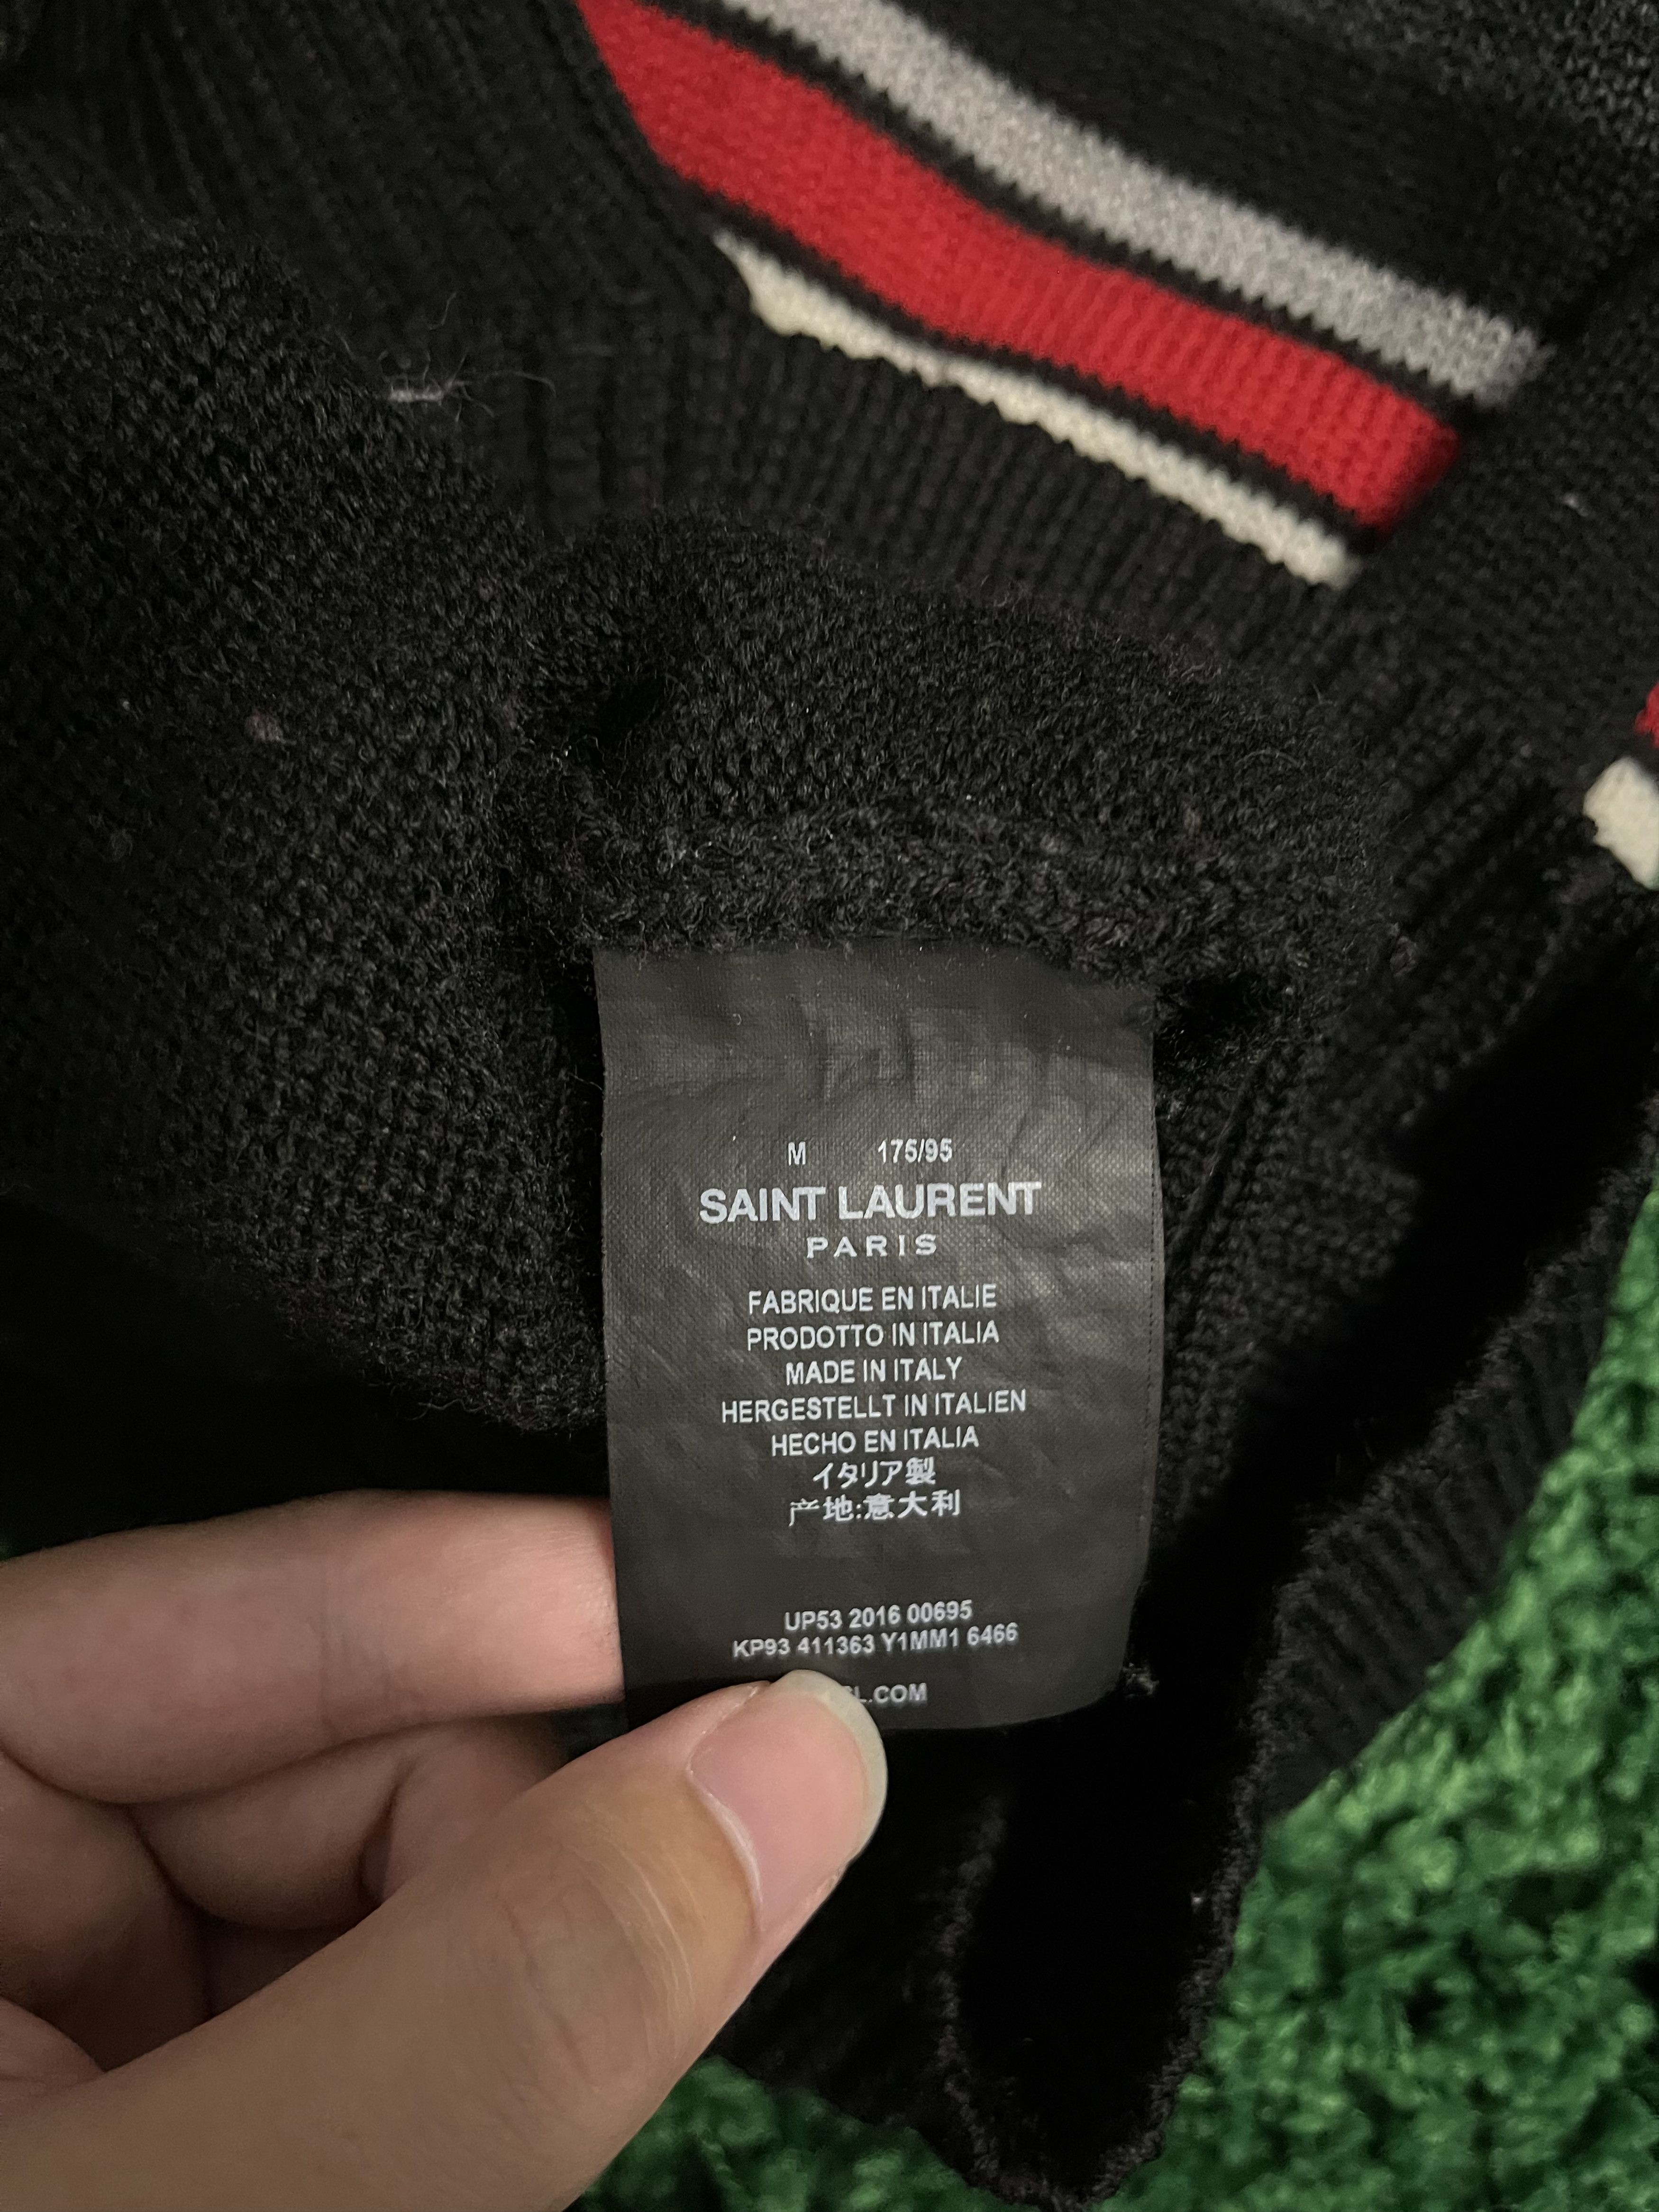 M 175/95
SAINT LAURENT
PARIS
FABRIQUE EN ITALIE
PRODOTTO IN ITALIA
MADE IN ITALY
HERGESTELLT IN ITALIEN
HECHO EN ITALIA
イタリア製
产地:意大利
UP53 2016 00695
KP93 411363 Y1MM1 6466
L.COM